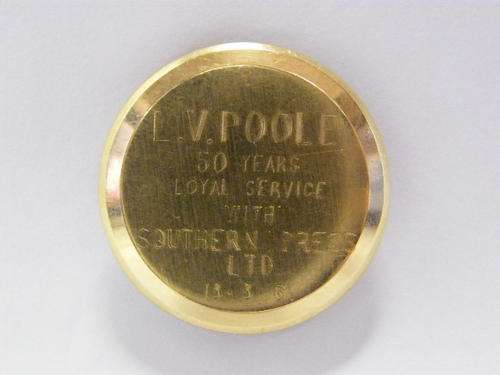 L.V. POOLE
50 YEARS
LOYAL SERVICE
WITH
SOUTHERN PRESS
LTD